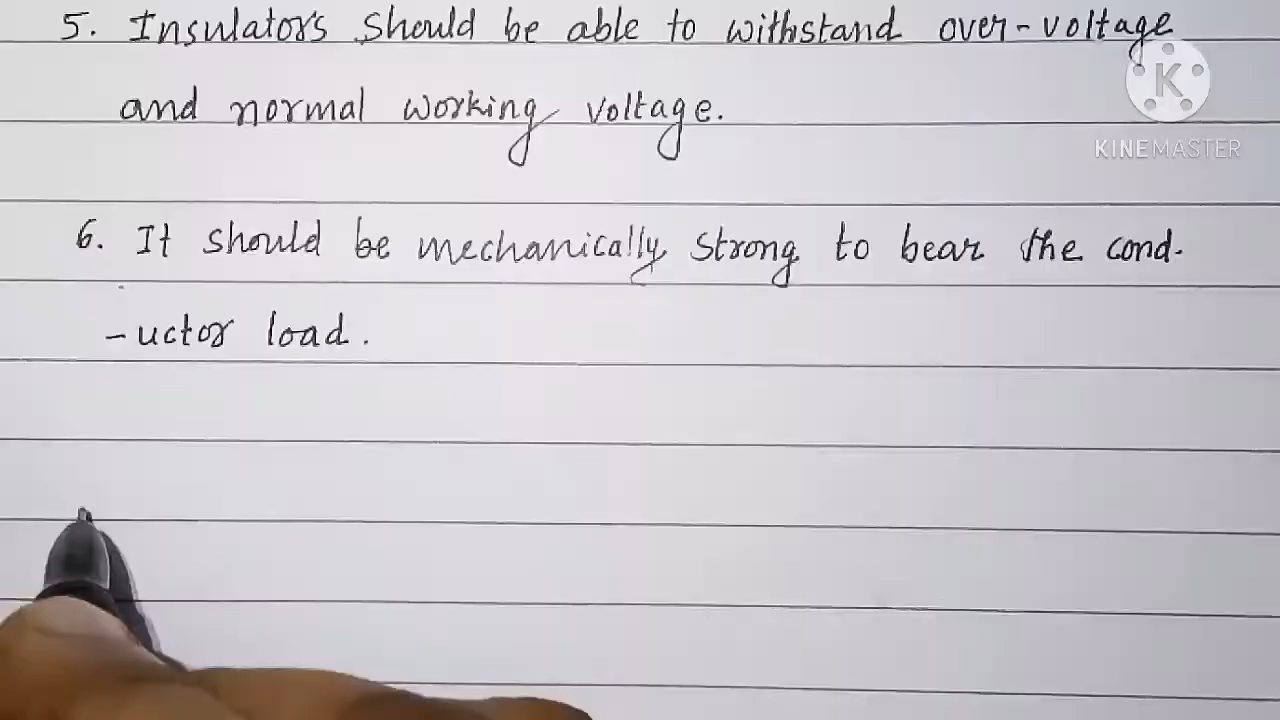 5. Insulators should be able to withstand over-voltage
and normal working voltage.
K
KINEMASTER
6. It should be mechanically strong to bear the cond-
-uctor load.